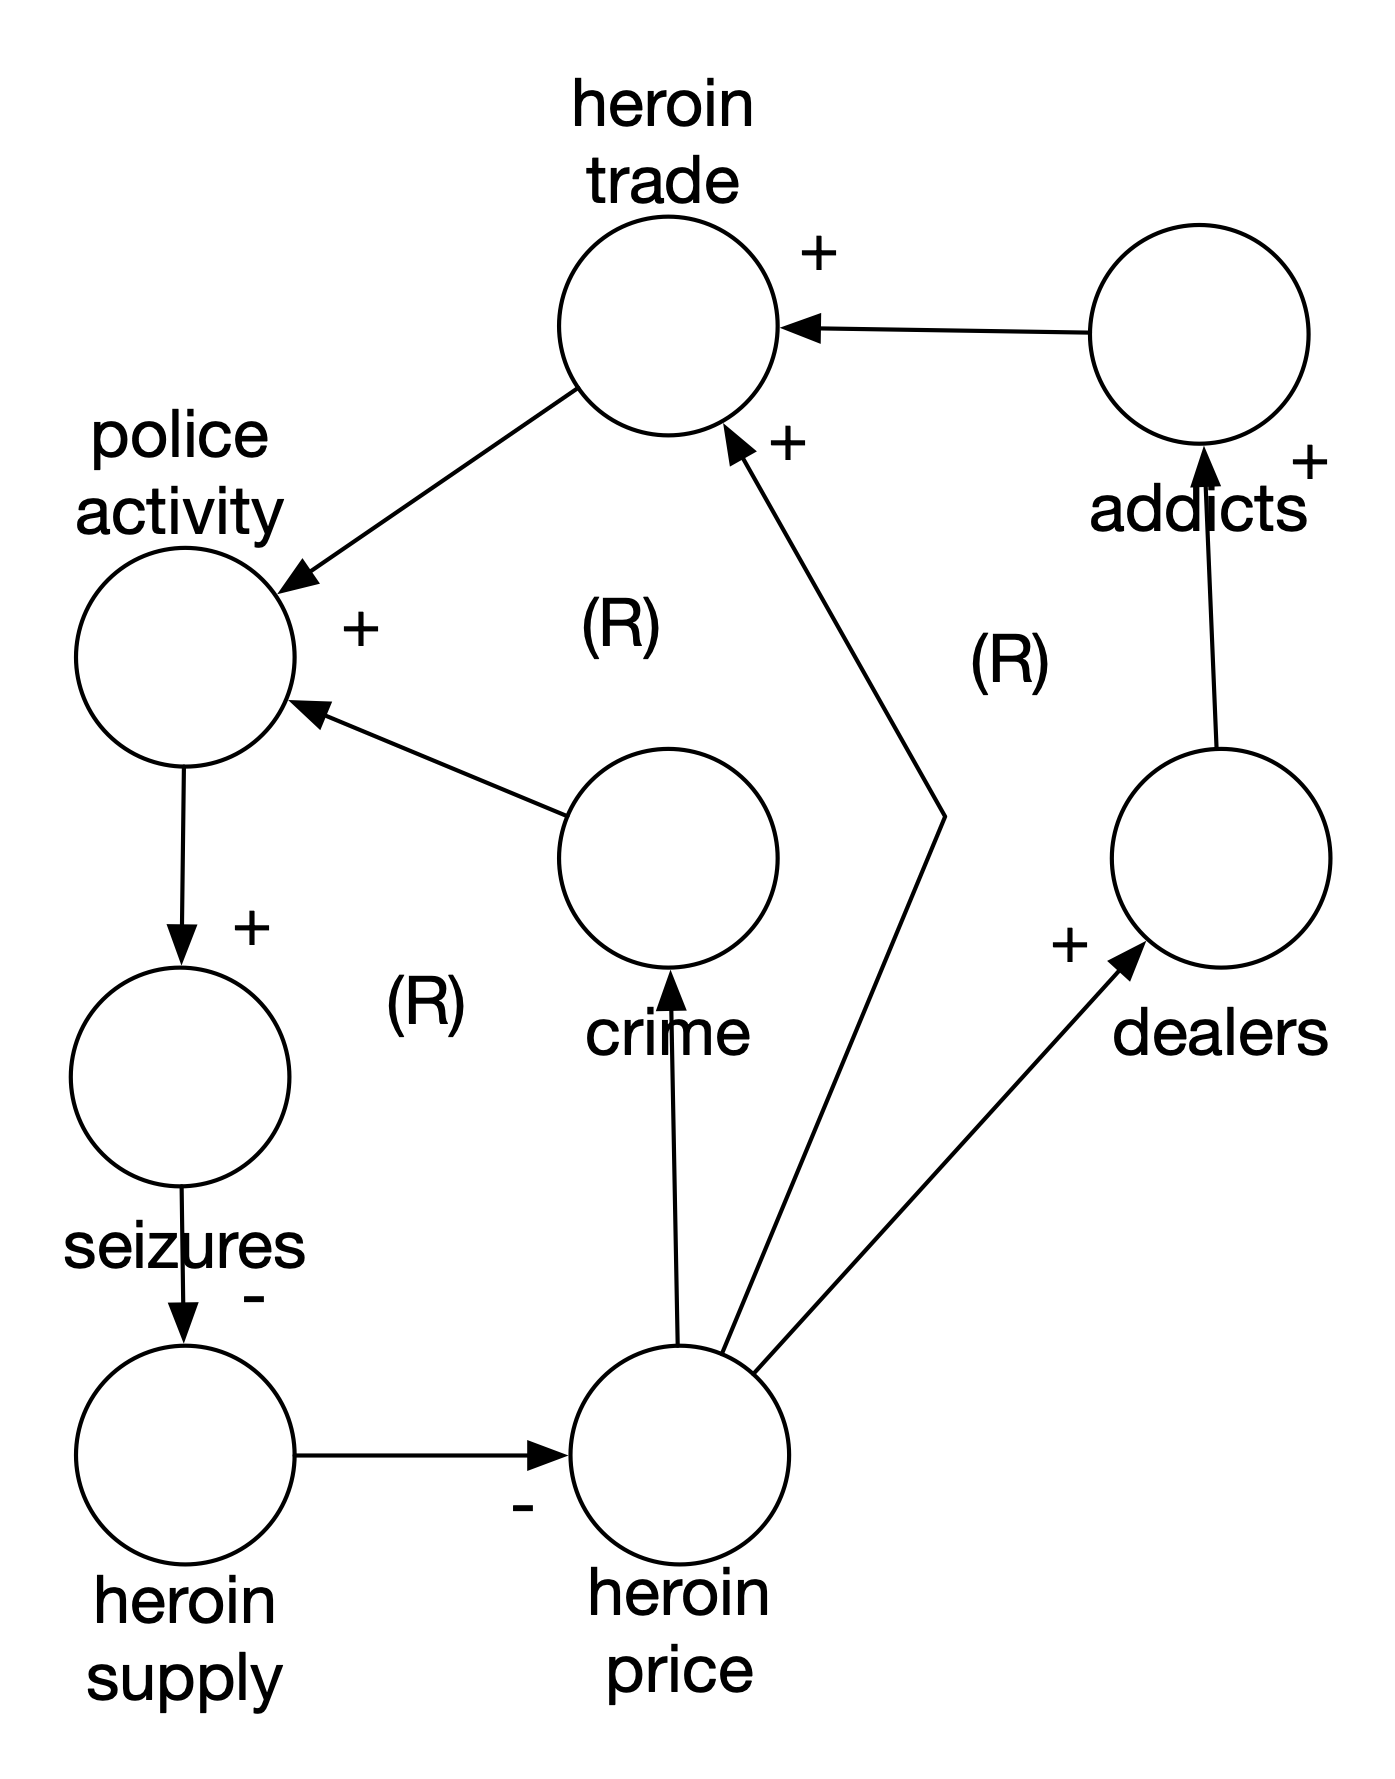 heroin
trade
+
+
police
activity
+
addicts
+
(R)
(R)
+
(R)
crime
+
dealers
seizures
-
-
heroin
supply
heroin
price